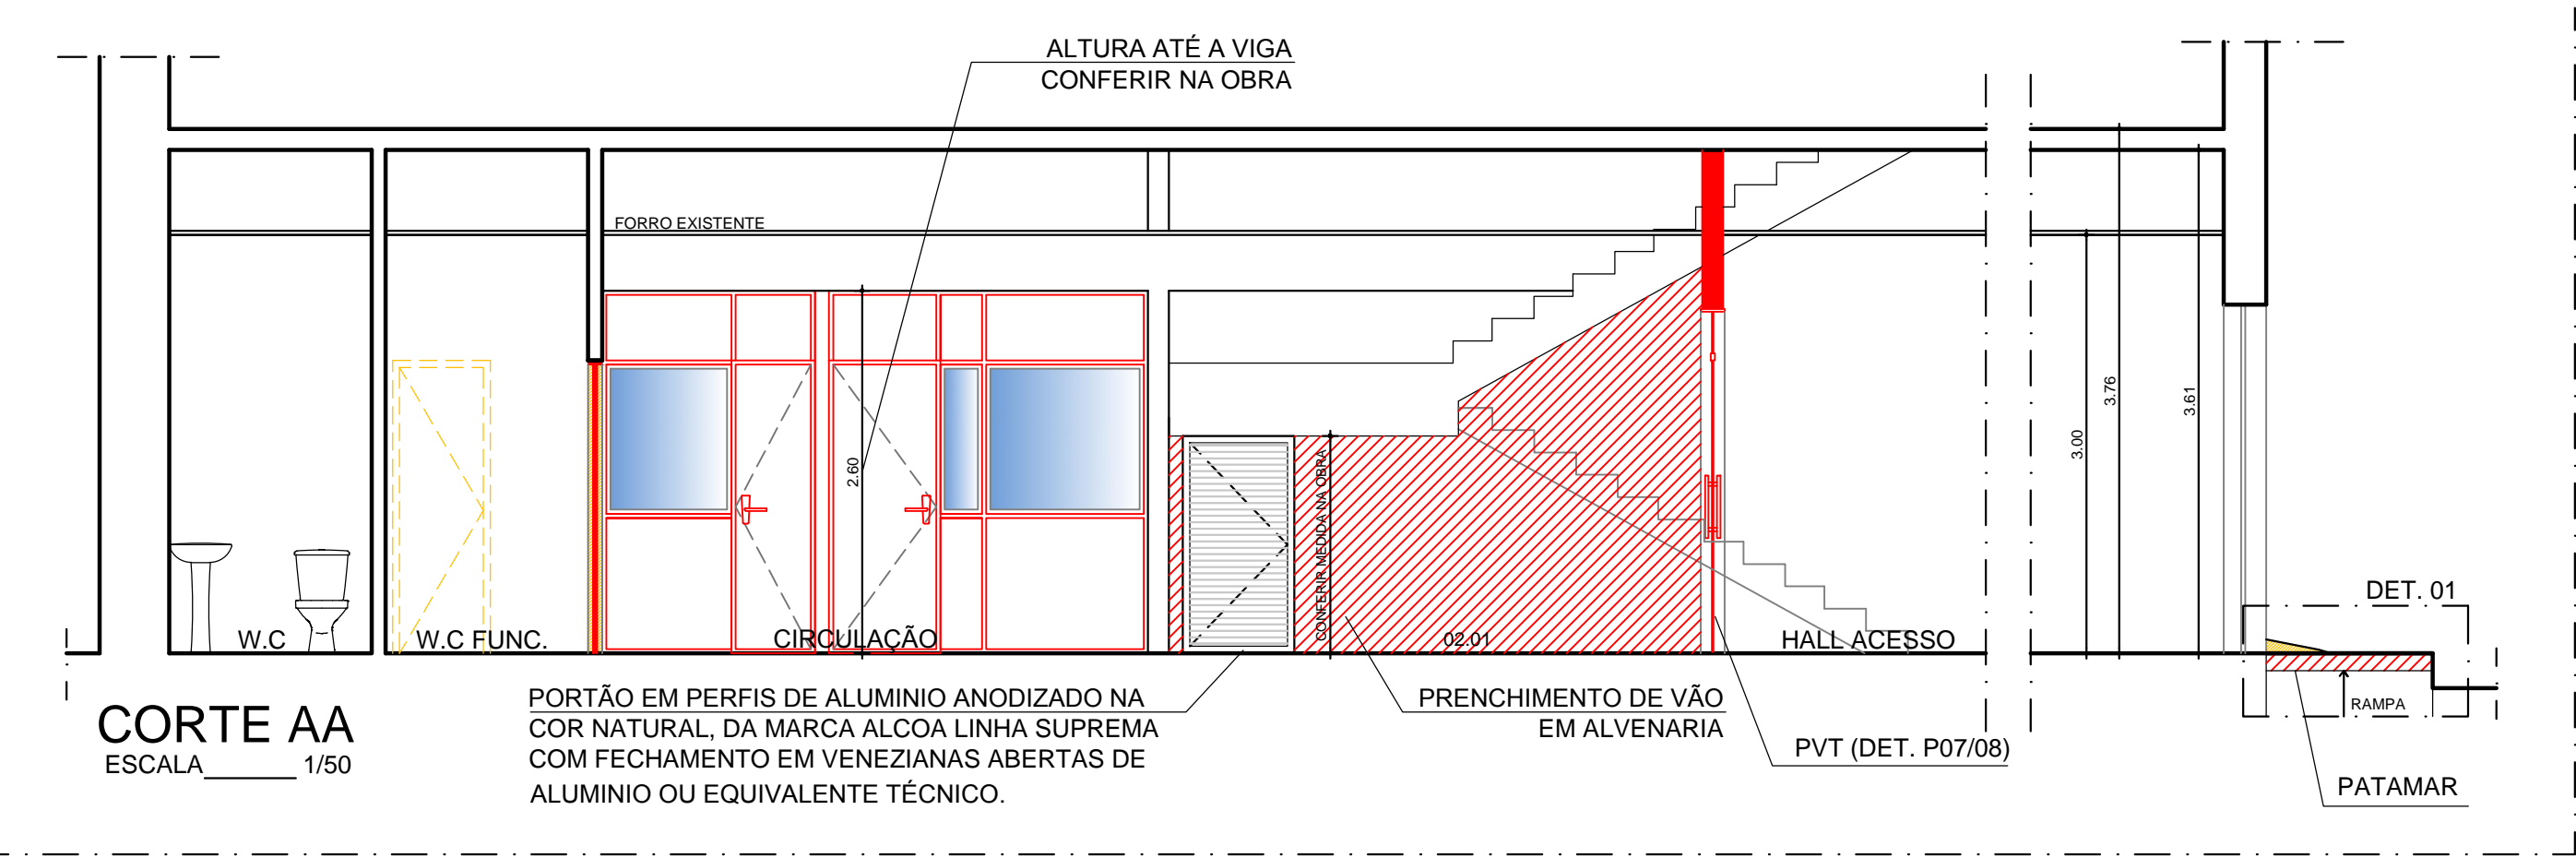 ALTURA ATÉ A VIGA
CONFERIR NA OBRA
FORRO EXISTENTE
2.60
CONFERIR MEDIDA NA OBRA
3.00
3.76
3.61
W.C
W.C FUNC.
CIRCULAÇÃO
02.01
HALL ACESSO
DET. 01
RAMPA
PATAMAR
CORTE AA
ESCALA 1/50
PORTÃO EM PERFIS DE ALUMINIO ANODIZADO NA
COR NATURAL, DA MARCA ALCOA LINHA SUPREMA
COM FECHAMENTO EM VENEZIANAS ABERTAS DE
ALUMINIO OU EQUIVALENTE TÉCNICO.
PRENCHIMENTO DE VÃO
EM ALVENARIA
PVT (DET. P07/08)